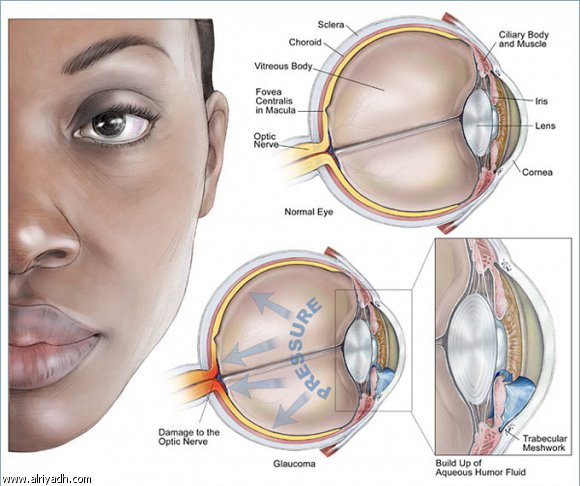 Sclera
Choroid
Vitreous Body
Fovea
Centralis
in Macula
Optic
Nerve
Ciliary Body
and Muscle
Iris
Lens
Cornea
Normal Eye
PRESSURE
Damage to the
Optic Nerve
Glaucoma
Trabecular
Meshwork
Build Up of
Aqueous Humor Fluid
www.alriyadh.com